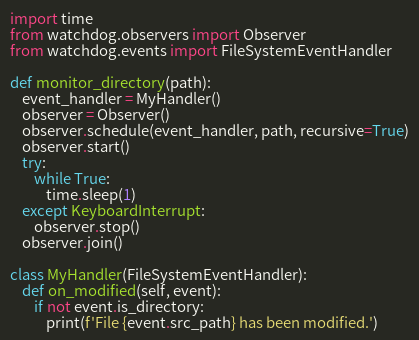 import time
from watchdog.observers import Observer
from watchdog.events import FileSystemEventHandler

def monitor_directory(path):
    event_handler = MyHandler()
    observer = Observer()
    observer.schedule(event_handler, path, recursive=True)
    observer.start()
    try:
        while True:
            time.sleep(1)
    except KeyboardInterrupt:
        observer.stop()
    observer.join()

class MyHandler(FileSystemEventHandler):
    def on_modified(self, event):
        if not event.is_directory:
            print(f'File {event.src_path} has been modified.')